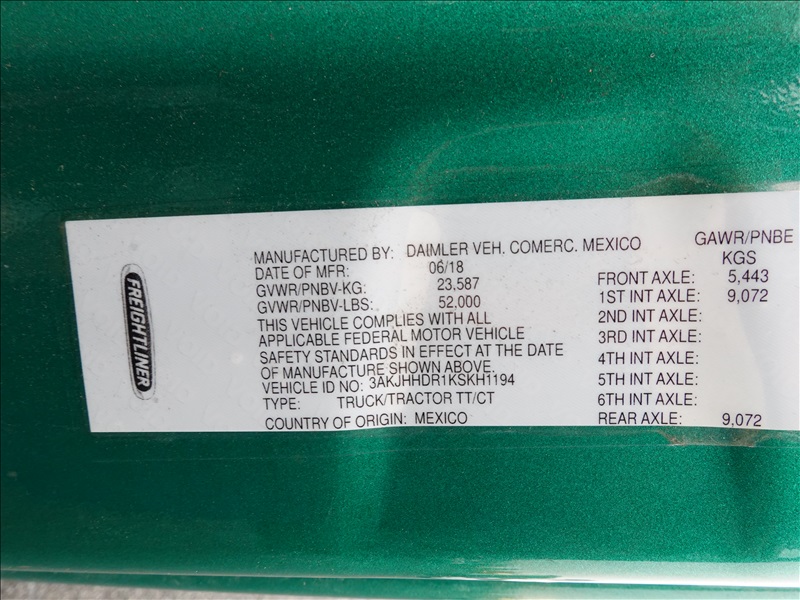 FREIGHTLINER
MANUFACTURED BY: DAIMLER VEH. COMERC. MEXICO
DATE OF MFR: 06/18
GVWR/PNBV-KG: 23,587
GVWR/PNBV-LBS: 52,000
THIS VEHICLE COMPLIES WITH ALL
APPLICABLE FEDERAL MOTOR VEHICLE
SAFETY STANDARDS IN EFFECT AT THE DATE
OF MANUFACTURE SHOWN ABOVE.
VEHICLE ID NO: 3AKJHHDR1KSKH1194
TYPE: TRUCK/TRACTOR TT/CT
COUNTRY OF ORIGIN: MEXICO
GAWR/PNBE
KGS
FRONT AXLE: 5,443
1ST INT AXLE: 9,072
2ND INT AXLE:
3RD INT AXLE:
4TH INT AXLE:
5TH INT AXLE:
6TH INT AXLE:
REAR AXLE: 9,072